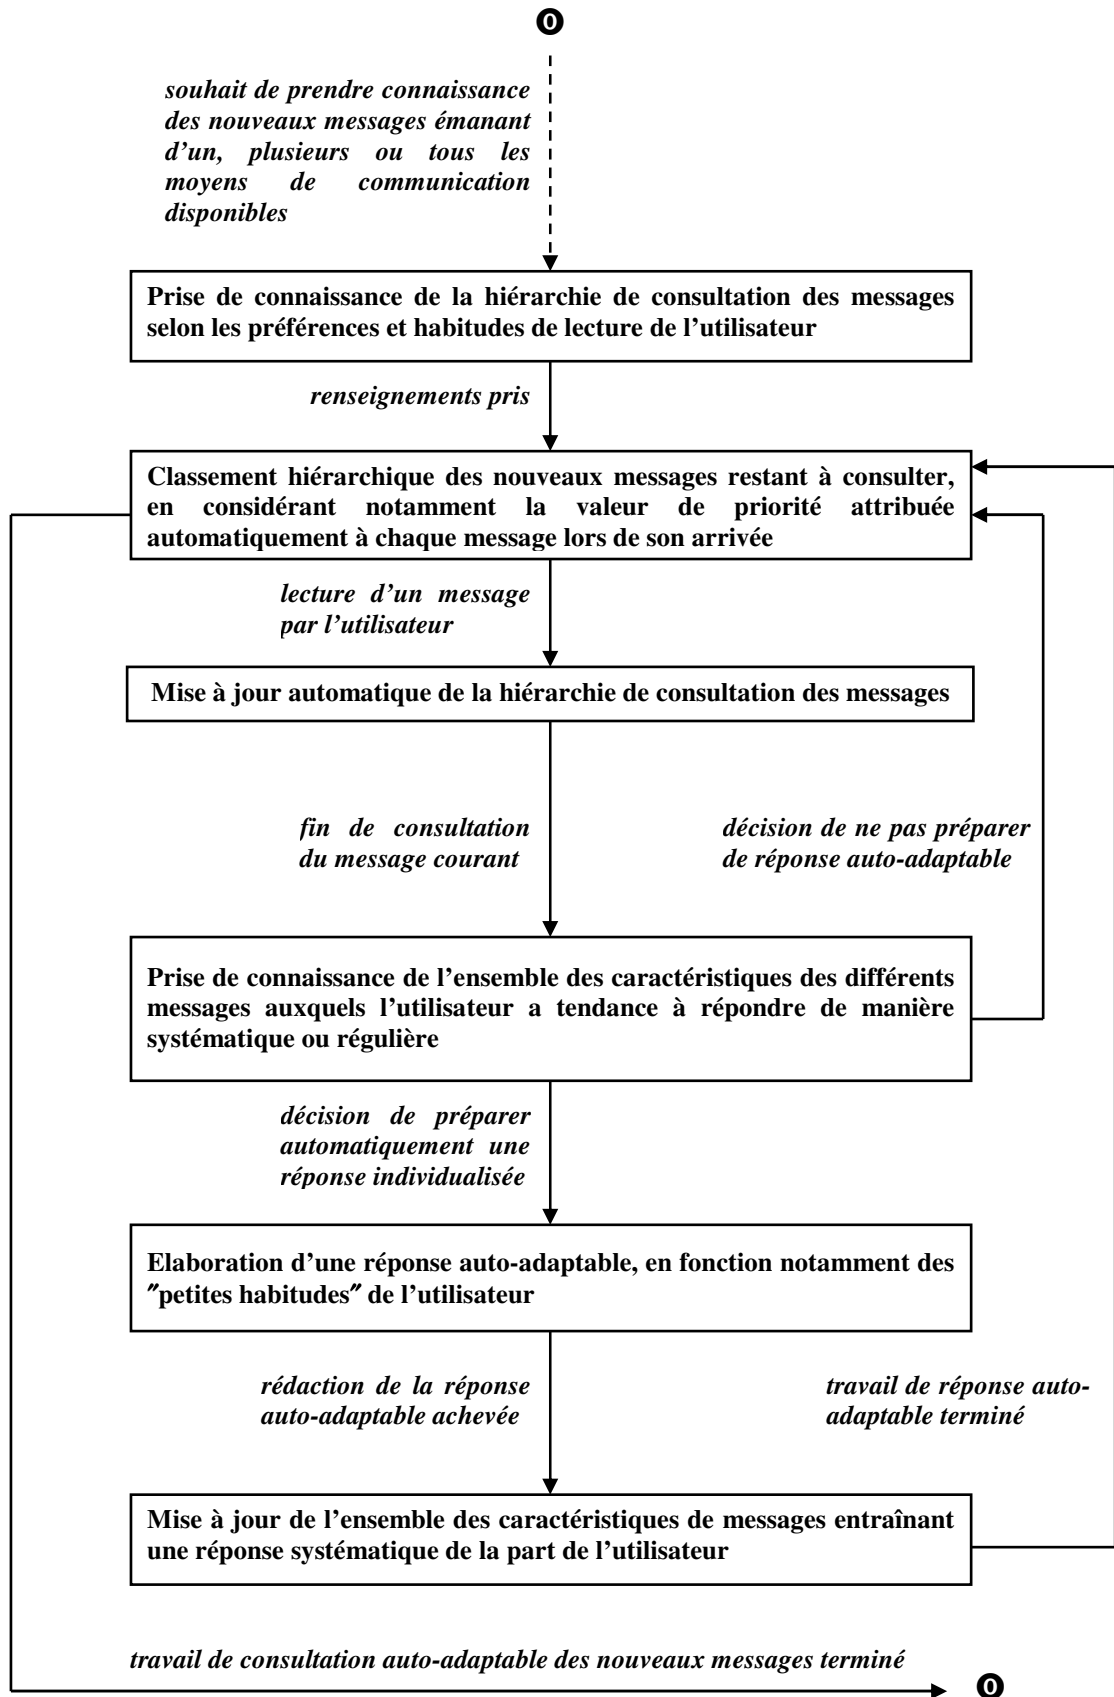 ⓿
souhait de prendre connaissance
des nouveaux messages émanant
d'un, plusieurs ou tous les
moyens de communication
disponibles
Prise de connaissance de la hiérarchie de consultation des messages
selon les préférences et habitudes de lecture de l'utilisateur
renseignements pris
Classement hiérarchique des nouveaux messages restant à consulter,
en considérant notamment la valeur de priorité attribuée
automatiquement à chaque message lors de son arrivée
lecture d'un message
par l'utilisateur
Mise à jour automatique de la hiérarchie de consultation des messages
fin de consultation
du message courant
décision de ne pas préparer
de réponse auto-adaptable
Prise de connaissance de l'ensemble des caractéristiques des différents
messages auxquels l'utilisateur a tendance à répondre de manière
systématique ou régulière
décision de préparer
automatiquement une
réponse individualisée
Elaboration d'une réponse auto-adaptable, en fonction notamment des
″petites habitudes″ de l'utilisateur
rédaction de la réponse
auto-adaptable achevée
travail de réponse auto-
adaptable terminé
Mise à jour de l'ensemble des caractéristiques de messages entraînant
une réponse systématique de la part de l'utilisateur
travail de consultation auto-adaptable des nouveaux messages terminé
⓿